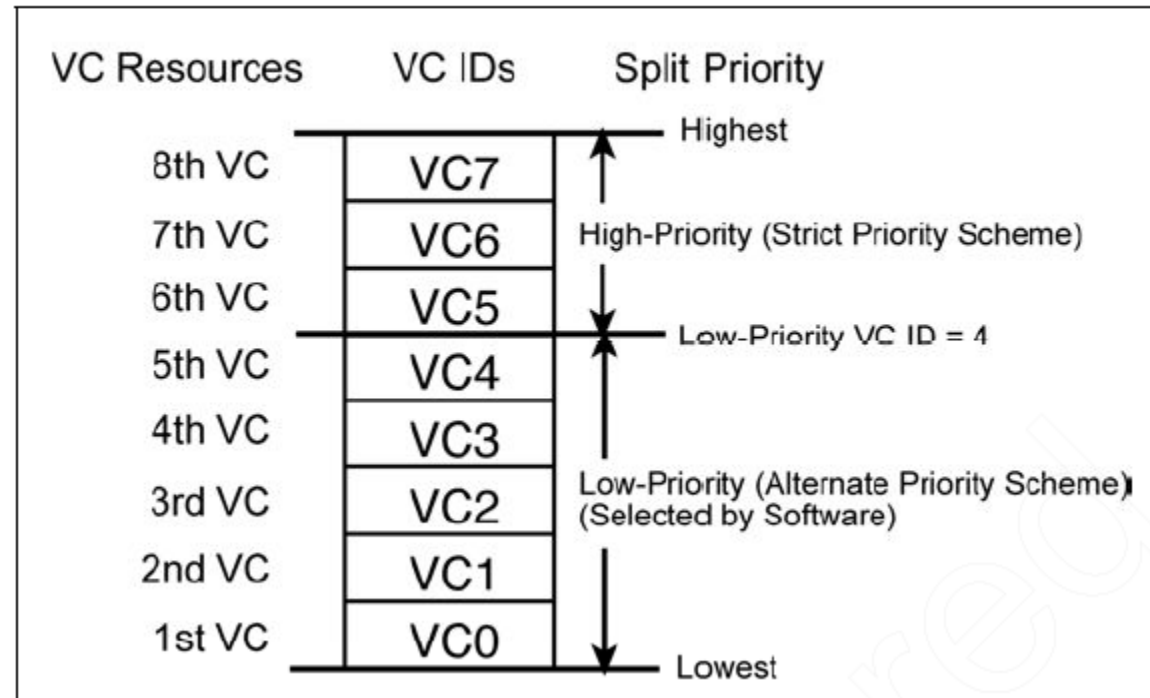 VC Resources VC IDs Split Priority
Highest
8th VC VC7
7th VC VC6 High-Priority (Strict Priority Scheme)
6th VC VC5
Low-Priority VC ID = 4
5th VC VC4
4th VC VC3
3rd VC VC2 Low-Priority (Alternate Priority Scheme)
(Selected by Software)
2nd VC VC1
1st VC VC0
Lowest